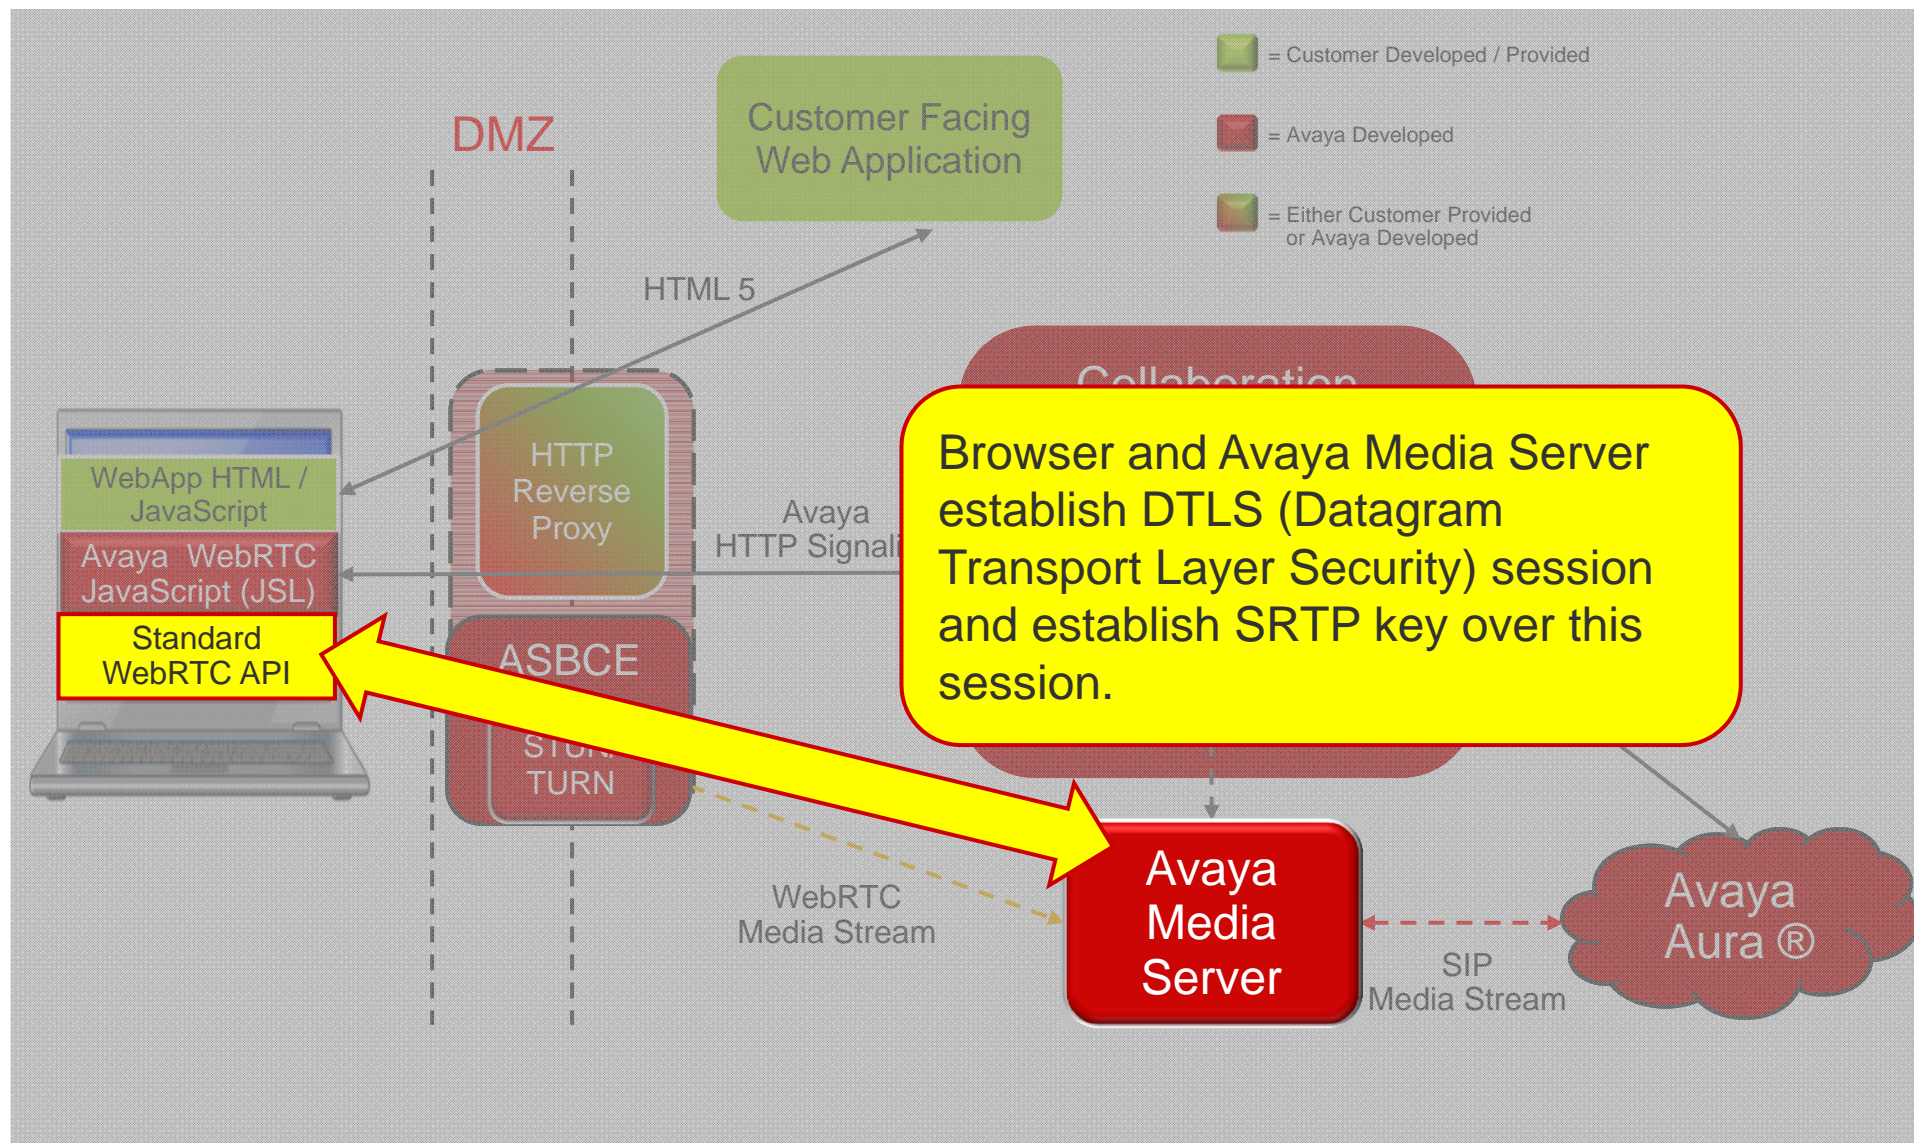 = Customer Developed / Provided
= Avaya Developed
= Either Customer Provided
or Avaya Developed
DMZ
Customer Facing
Web Application
HTML 5
Collaboration
HTTP
Reverse
Proxy
WebApp HTML /
JavaScript
Avaya WebRTC
JavaScript (JSL)
Standard
WebRTC API
Avaya
HTTP
Browser and Avaya Media Server
establish DTLS (Datagram
Transport Layer Security) session
and establish SRTP key over this
session.
ASBCE
TURN
WebRTC
Media Stream
Avaya
Media
Server
SIP
Media Stream
Avaya
Aura ®